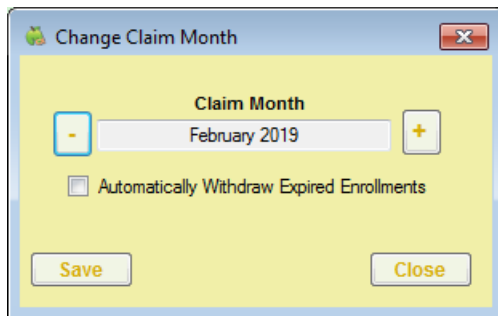 Change Claim Month
Claim Month
- February 2019 +
Automatically Withdraw Expired Enrollments
Save Close